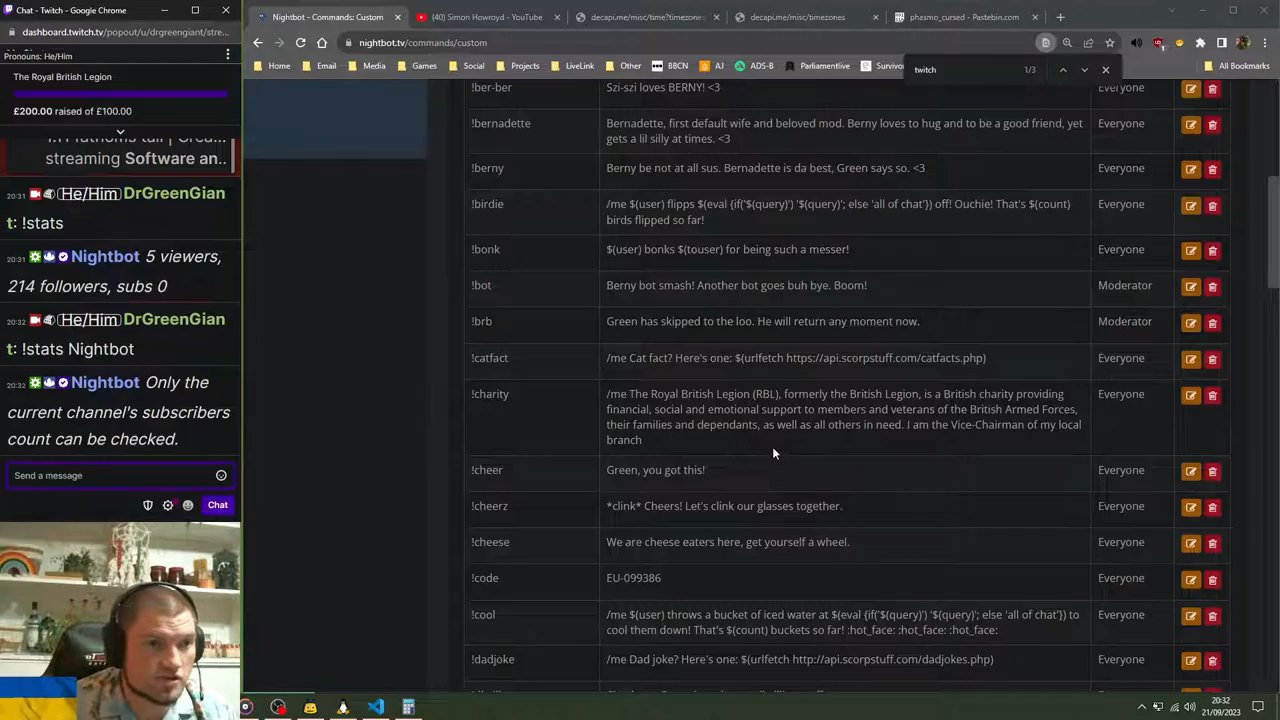 Chat - Twitch - Google Chrome
dashboard.twitch.tv/popout/u/drgreengiant/stre...
Pronouns: He/Him
The Royal British Legion
£200.00 raised of £100.00
streaming Software an...
20:31 He/Him DrGreenGian
t: !stats
20:31 Nightbot 5 viewers,
214 followers, subs 0
20:32 He/Him DrGreenGian
t: !stats Nightbot
20:32 Nightbot Only the
current channel's subscribers
count can be checked.
Send a message
Chat
Nightbot - Commands: Custom
(40) Simon Howroyd - YouTube
decapi.me/misc/time?timezone=
decapi.me/misc/timezones
phasmo_cursed - Pastebin.com
nightbot.tv/commands/custom
Home Email Media Games Social Projects LiveLink Other BBCN AJ ADS-B Parliamentlive Survivo All Bookmarks
twitch 1/3
!ber-ber Szi-szi loves BERNY! <3 Everyone
!bernadette Bernadette, first default wife and beloved mod. Berny loves to hug and to be a good friend, yet Everyone
gets a lil silly at times. <3
!berny Berny be not at all sus. Bernadette is da best, Green says so. <3 Everyone
!birdie /me $(user) flipps $(eval {if('$(query)') '$(query)'; else 'all of chat'}) off! Ouchie! That's $(count) Everyone
birds flipped so far!
!bonk $(user) bonks $(touser) for being such a messer! Everyone
!bot Berny bot smash! Another bot goes buh bye. Boom! Moderator
!brb Green has skipped to the loo. He will return any moment now. Moderator
!catfact /me Cat fact? Here's one: $(urlfetch https://api.scorpstuff.com/catfacts.php) Everyone
!charity /me The Royal British Legion (RBL), formerly the British Legion, is a British charity providing Everyone
financial, social and emotional support to members and veterans of the British Armed Forces,
their families and dependants, as well as all others in need. I am the Vice-Chairman of my local
branch
!cheer Green, you got this! Everyone
!cheerz *clink* Cheers! Let's clink our glasses together. Everyone
!cheese We are cheese eaters here, get yourself a wheel. Everyone
!code EU-099386 Everyone
!cool /me $(user) throws a bucket of iced water at $(eval {if('$(query)') '$(query)'; else 'all of chat'}) to Everyone
cool them down! That's $(count) buckets so far! :hot_face: :hot_face: :hot_face:
!dadjoke /me Dad joke? Here's one: $(urlfetch http://api.scorpstuff.com/dadjokes.php) Everyone
20:32
21/09/2023